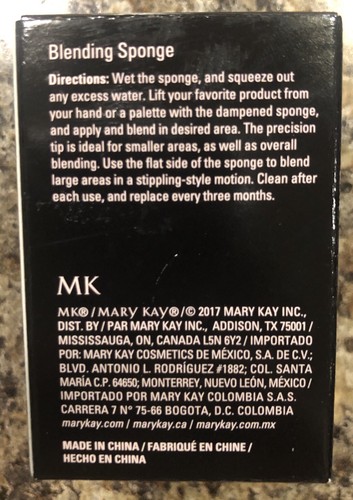 Blending Sponge
Directions: Wet the sponge, and squeeze out
any excess water. Lift your favorite product from
your hand or a palette with the dampened sponge,
and apply and blend in desired area. The precision
tip is ideal for smaller areas, as well as overall
blending. Use the flat side of the sponge to blend
large areas in a stippling-style motion. Clean after
each use, and replace every three months.
MK
MK®/MARY KAY®/© 2017 MARY KAY INC.,
DIST. BY / PAR MARY KAY INC., ADDISON, TX 75001 /
MISSISSAUGA, ON, CANADA L5N 6Y2 / IMPORTADO
POR: MARY KAY COSMETICS DE MÉXICO, S.A. DE C.V.;
BLVD. ANTONIO L. RODRÍGUEZ #1882; COL. SANTA
MARÍA C.P. 64650; MONTERREY, NUEVO LEÓN, MÉXICO /
IMPORTADO POR MARY KAY COLOMBIA S.A.S.
CARRERA 7 N° 75-66 BOGOTA, D.C. COLOMBIA
marykay.com / marykay.ca / marykay.com.mx
MADE IN CHINA / FABRIQUÉ EN CHINE /
HECHO EN CHINA